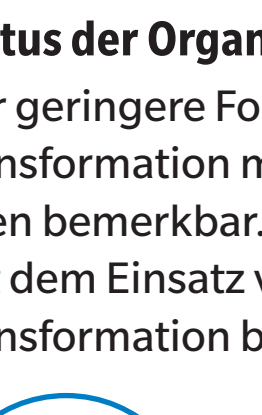 tus der Organ
r geringere Fo
nsformation m
en bemerkbar.
t dem Einsatz v
nsformation b